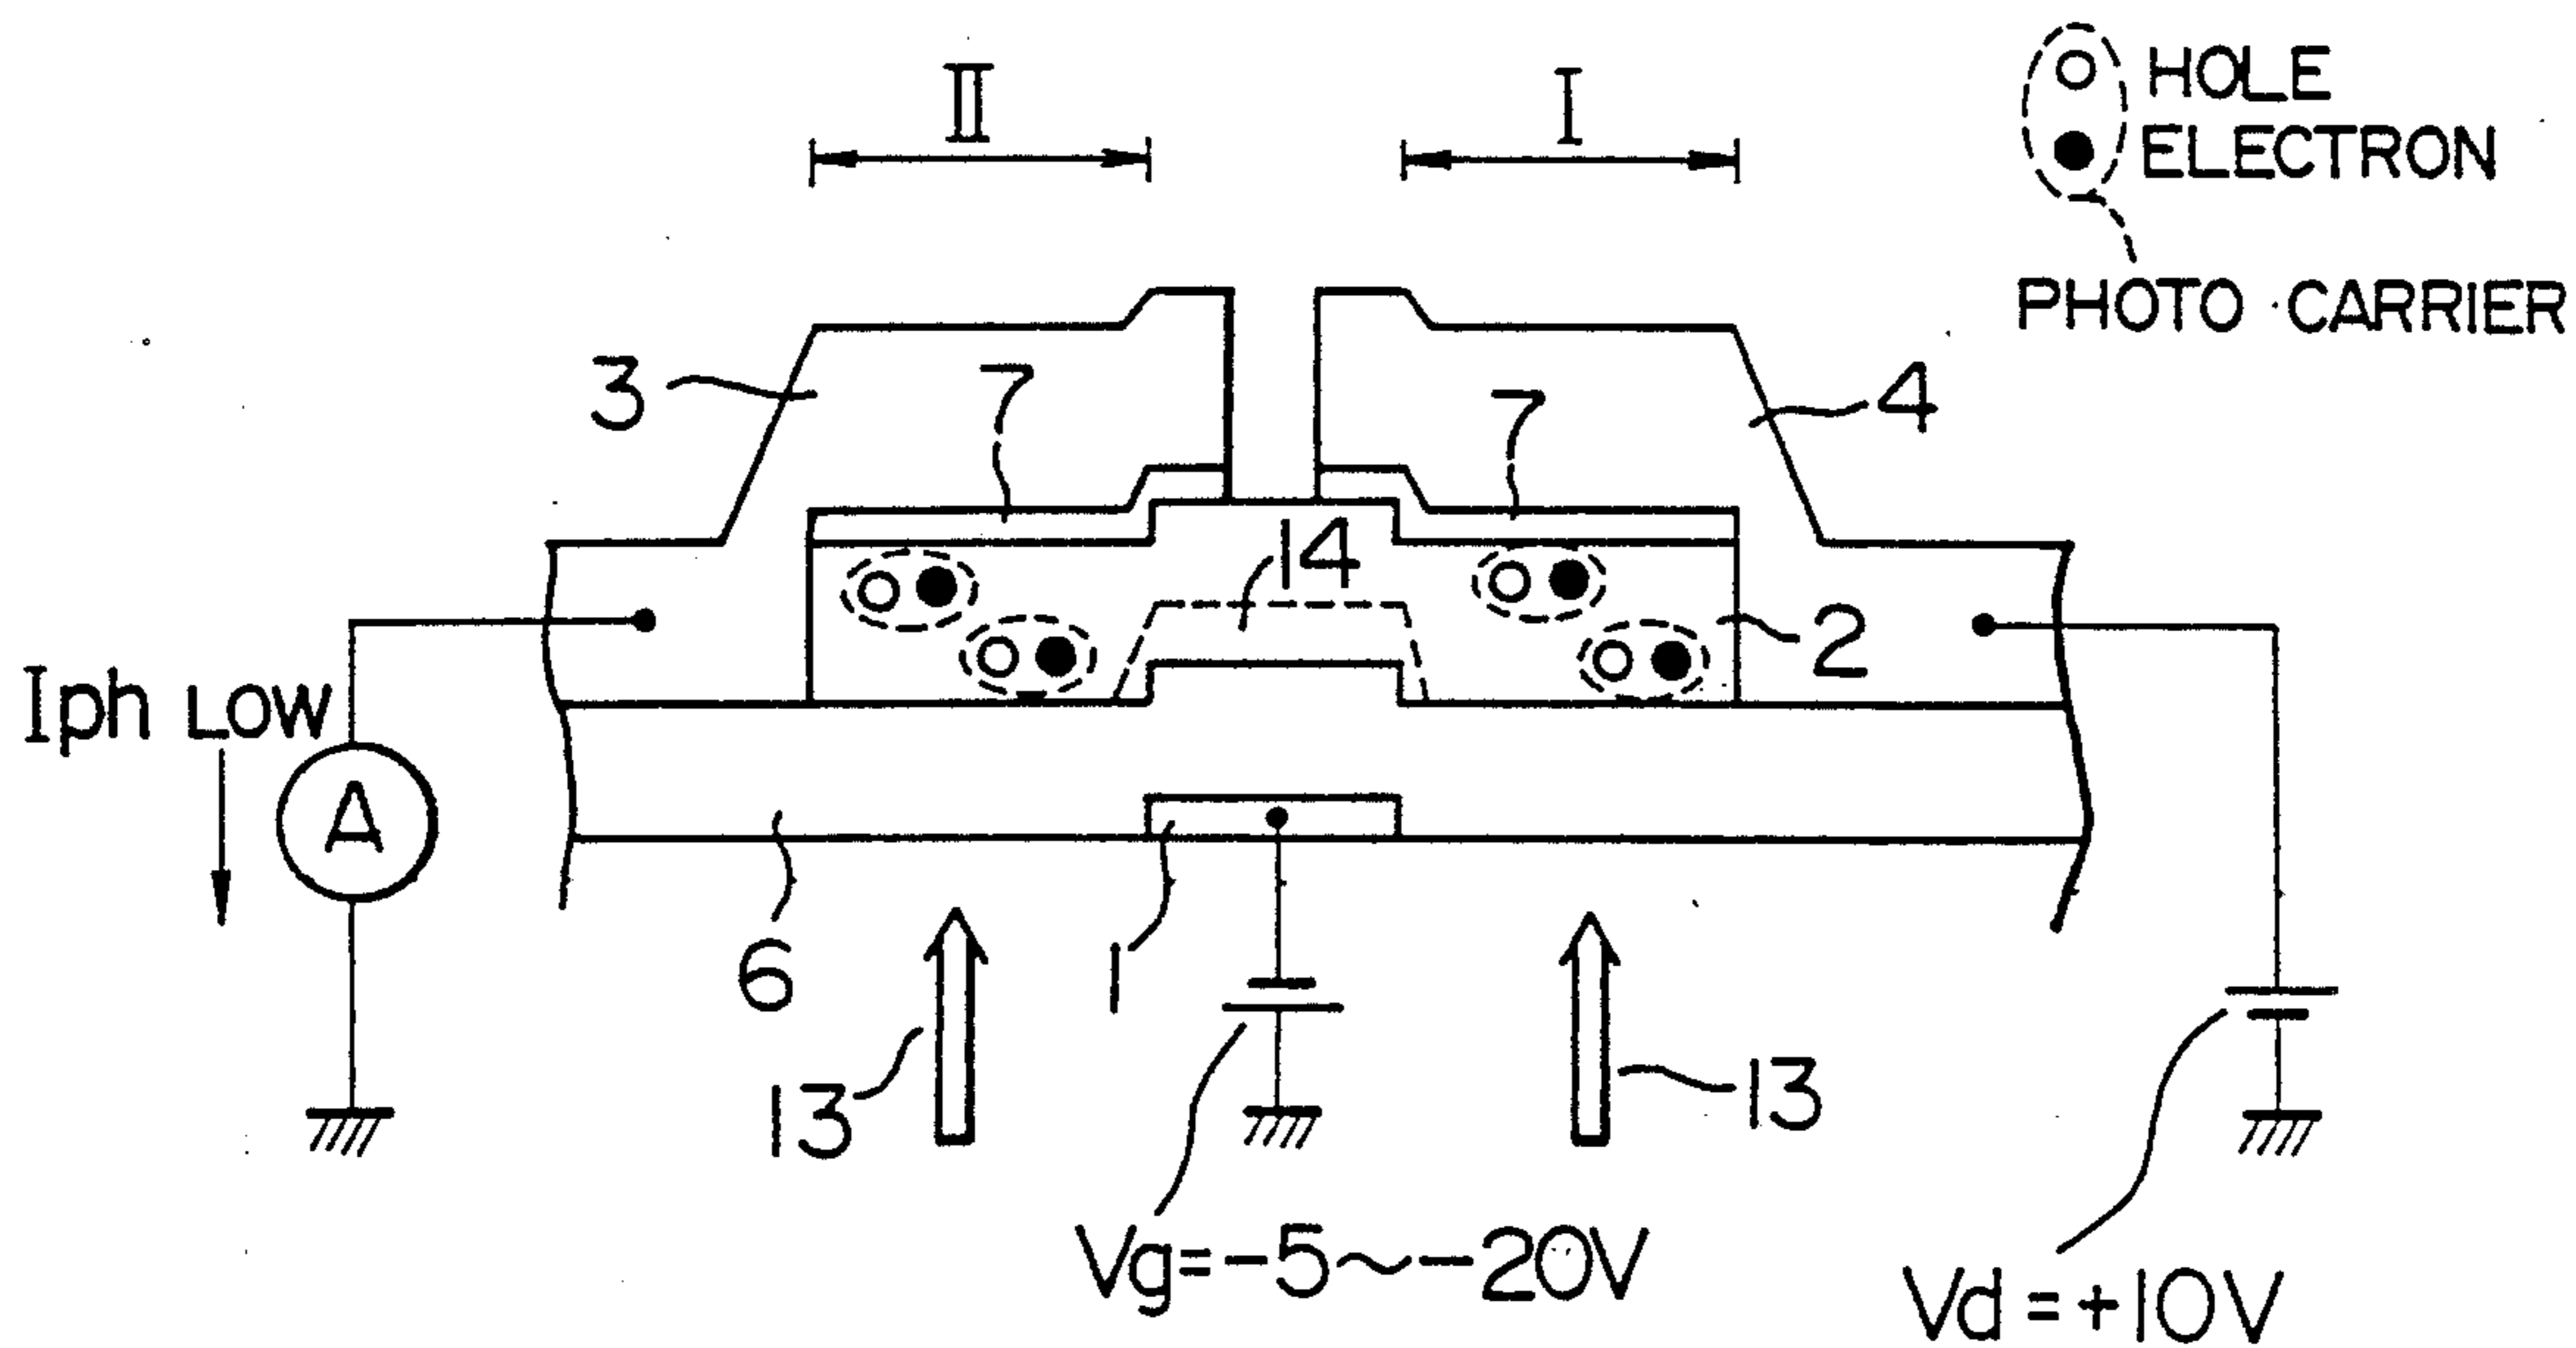 II
I
HOLE
ELECTRON
PHOTO CARRIER
3
7
7
4
14
2
Iph LOW
A
6
1
13
13
Vg=-5~-20V
Vd=+10V